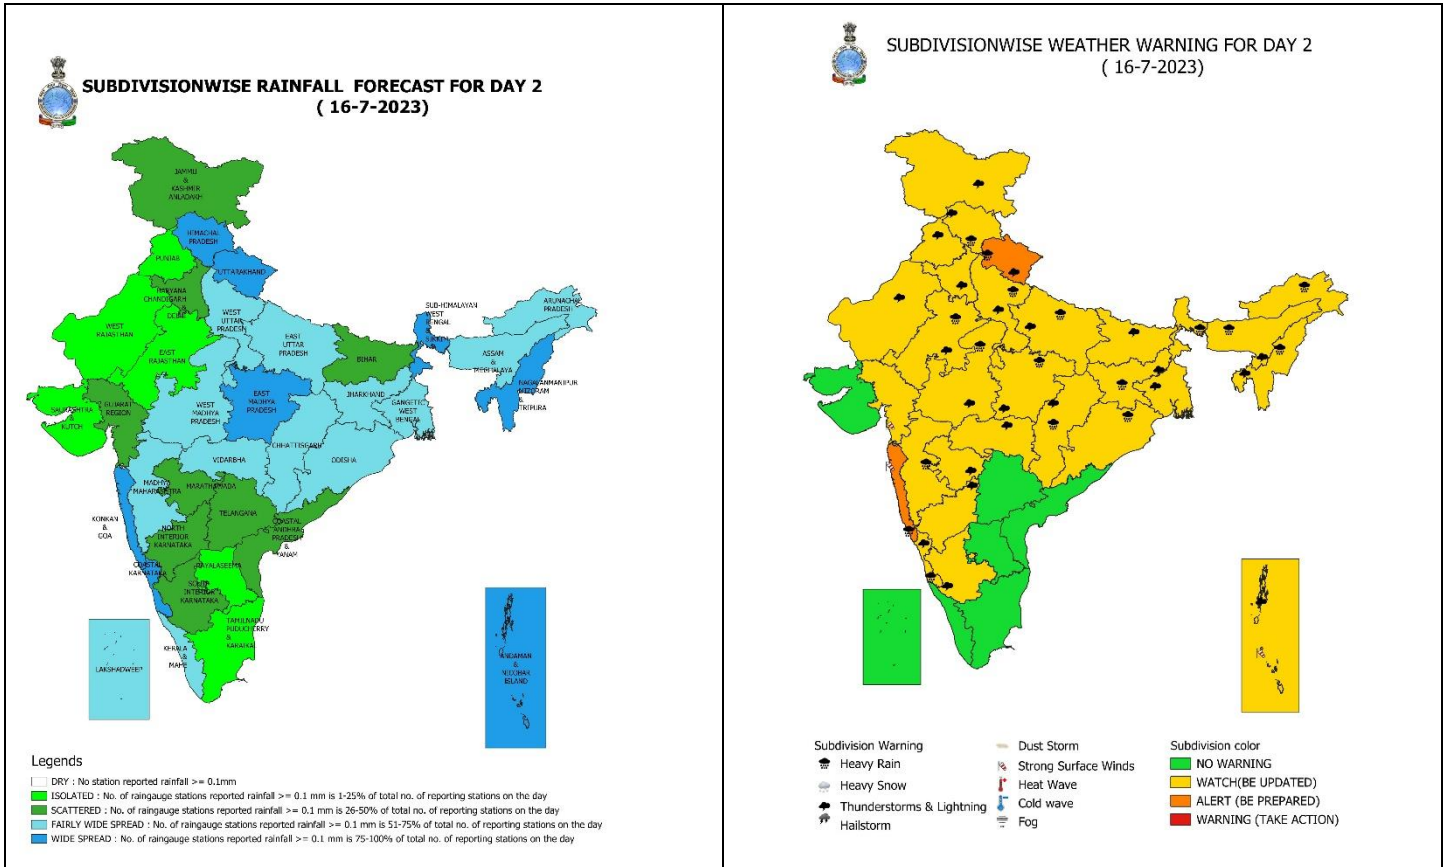 SUBDIVISIONWISE RAINFALL FORECAST FOR DAY 2
( 16-7-2023)
JAMMU
&
KASHMIR
ANLADAKH
HIMACHAL
PRADESH
PUNJAB
UTTARAKHAND
HARYANA
CHANDIGARH
&
DELHI
WEST
RAJASTHAN
WEST
UTTAR
PRADESH
EAST
RAJASTHAN
EAST
UTTAR
PRADESH
SUB-HIMALAYAN
WEST
BENGAL
&
SIKKIM
ARUNACHAL
PRADESH
ASSAM
&
MEGHALAYA
BIHAR
NAGALANMANIPUR
MIZORAM
&
TRIPURA
SAURASHTRA
&
KUTCH
GUJARAT
REGION
WEST
MADHYA
PRADESH
EAST
MADHYA
PRADESH
JHARKHAND
GANGETIC
WEST
BENGAL
CHHATTISGARH
VIDARBHA
ODISHA
MADHYA
MAHARASHTRA
MARATHAWADA
TELANGANA
KONKAN
&
GOA
NORTH
INTERIOR
KARNATAKA
COASTAL
ANDHRA
PRADESH
&
YANAM
COASTAL
KARNATAKA
RAYALASEEMA
SOUTH
INTERIOR
KARNATAKA
TAMILNADU
PUDUCHERRY
&
KARAIKAL
KERALA
&
MAHE
LAKSHADWEEP
ANDAMAN
&
NICOBAR
ISLAND
Legends
DRY : No station reported rainfall >= 0.1mm
ISOLATED : No. of raingauge stations reported rainfall >= 0.1 mm is 1-25% of total no. of reporting stations on the day
SCATTERED : No. of raingauge stations reported rainfall >= 0.1 mm is 26-50% of total no. of reporting stations on the day
FAIRLY WIDE SPREAD : No. of raingauge stations reported rainfall >= 0.1 mm is 51-75% of total no. of reporting stations on the day
WIDE SPREAD : No. of raingauge stations reported rainfall >= 0.1 mm is 75-100% of total no. of reporting stations on the day
SUBDIVISIONWISE WEATHER WARNING FOR DAY 2
( 16-7-2023)
Subdivision Warning
Heavy Rain
Heavy Snow
Thunderstorms & Lightning
Hailstorm
Dust Storm
Strong Surface Winds
Heat Wave
Cold wave
Fog
Subdivision color
NO WARNING
WATCH(BE UPDATED)
ALERT (BE PREPARED)
WARNING (TAKE ACTION)